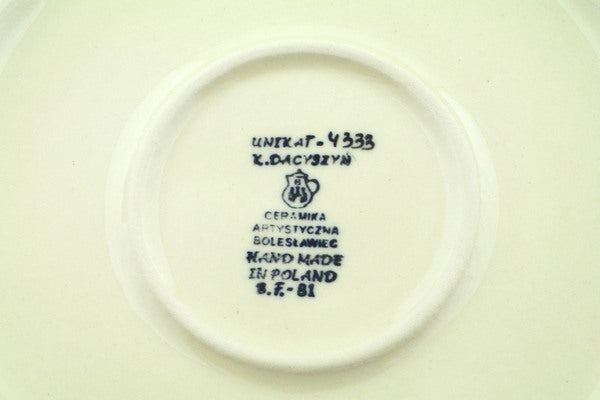 UNIKAT-4333
K.DACYSZYN
CERAMIKA
ARTYSTYCZNA
BOLESŁAWIEC
HAND MADE
IN POLAND
B.F.-81